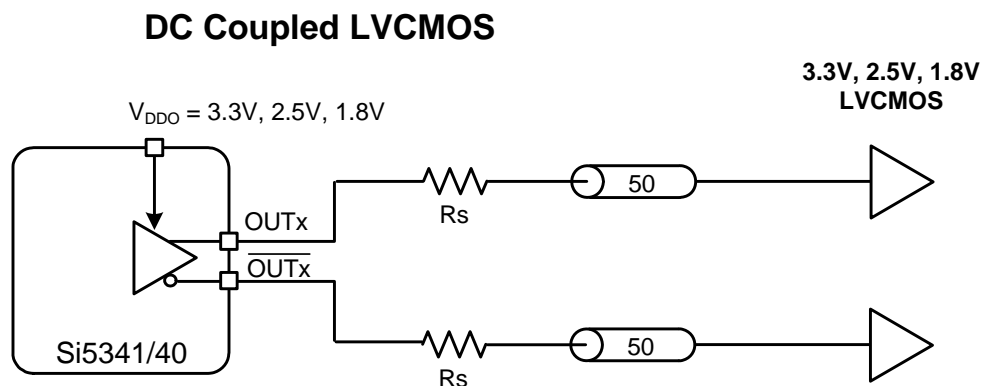 DC Coupled LVCMOS
3.3V, 2.5V, 1.8V
LVCMOS
VDDO = 3.3V, 2.5V, 1.8V
50
Rs
OUTx
OUTx
50
Si5341/40
Rs